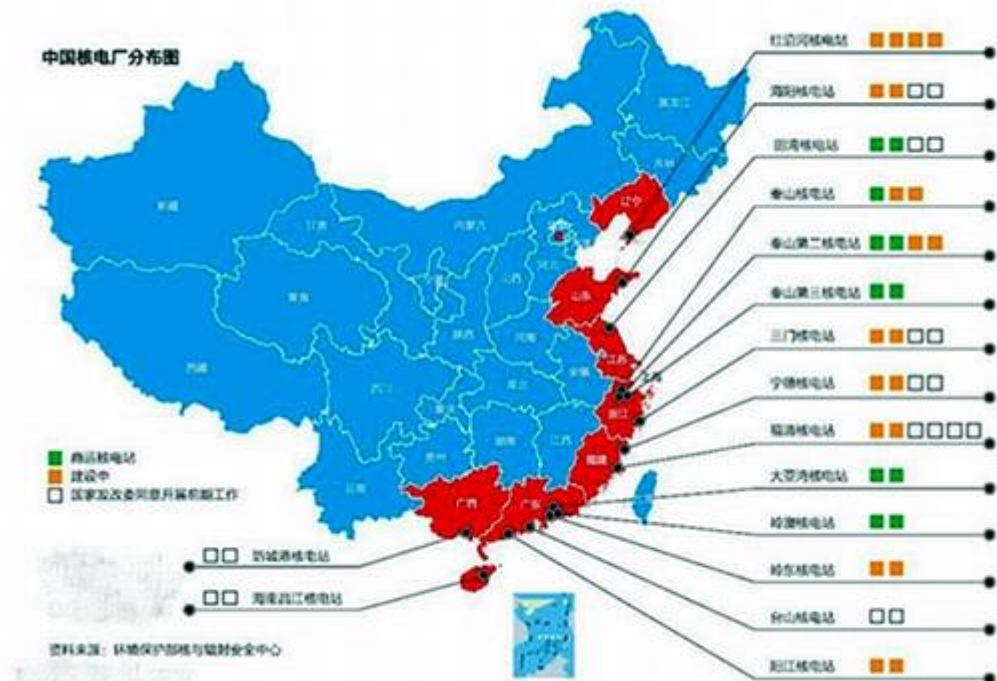 中国核电厂分布图
红沿河核电站
海阳核电站
田湾核电站
秦山核电站
秦山第二核电站
秦山第三核电站
三门核电站
宁德核电站
福清核电站
大亚湾核电站
岭澳核电站
岭东核电站
台山核电站
阳江核电站
黑龙江
吉林
辽宁
新疆
甘肃
内蒙古
河北
山西
山东
青海
宁夏
陕西
河南
江苏
安徽
上海
西藏
四川
重庆
湖北
浙江
湖南
江西
贵州
福建
云南
广西
广东
商运核电站
建设中
国家发改委同意开展前期工作
防城港核电站
海南昌江核电站
资料来源：环境保护部核与辐射安全中心